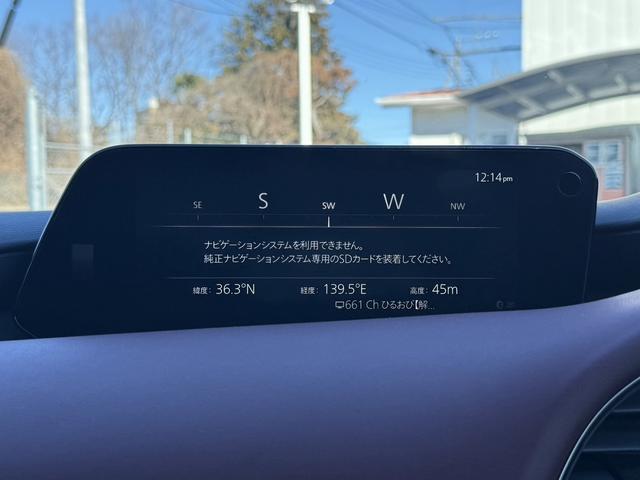 12:14pm
SE S SW W NW
ナビゲーションシステムを利用できません。
純正ナビゲーションシステム専用のSDカードを装着してください。
緯度: 36.3°N 経度: 139.5°E 高度: 45m
661 Ch ひるおび【解...